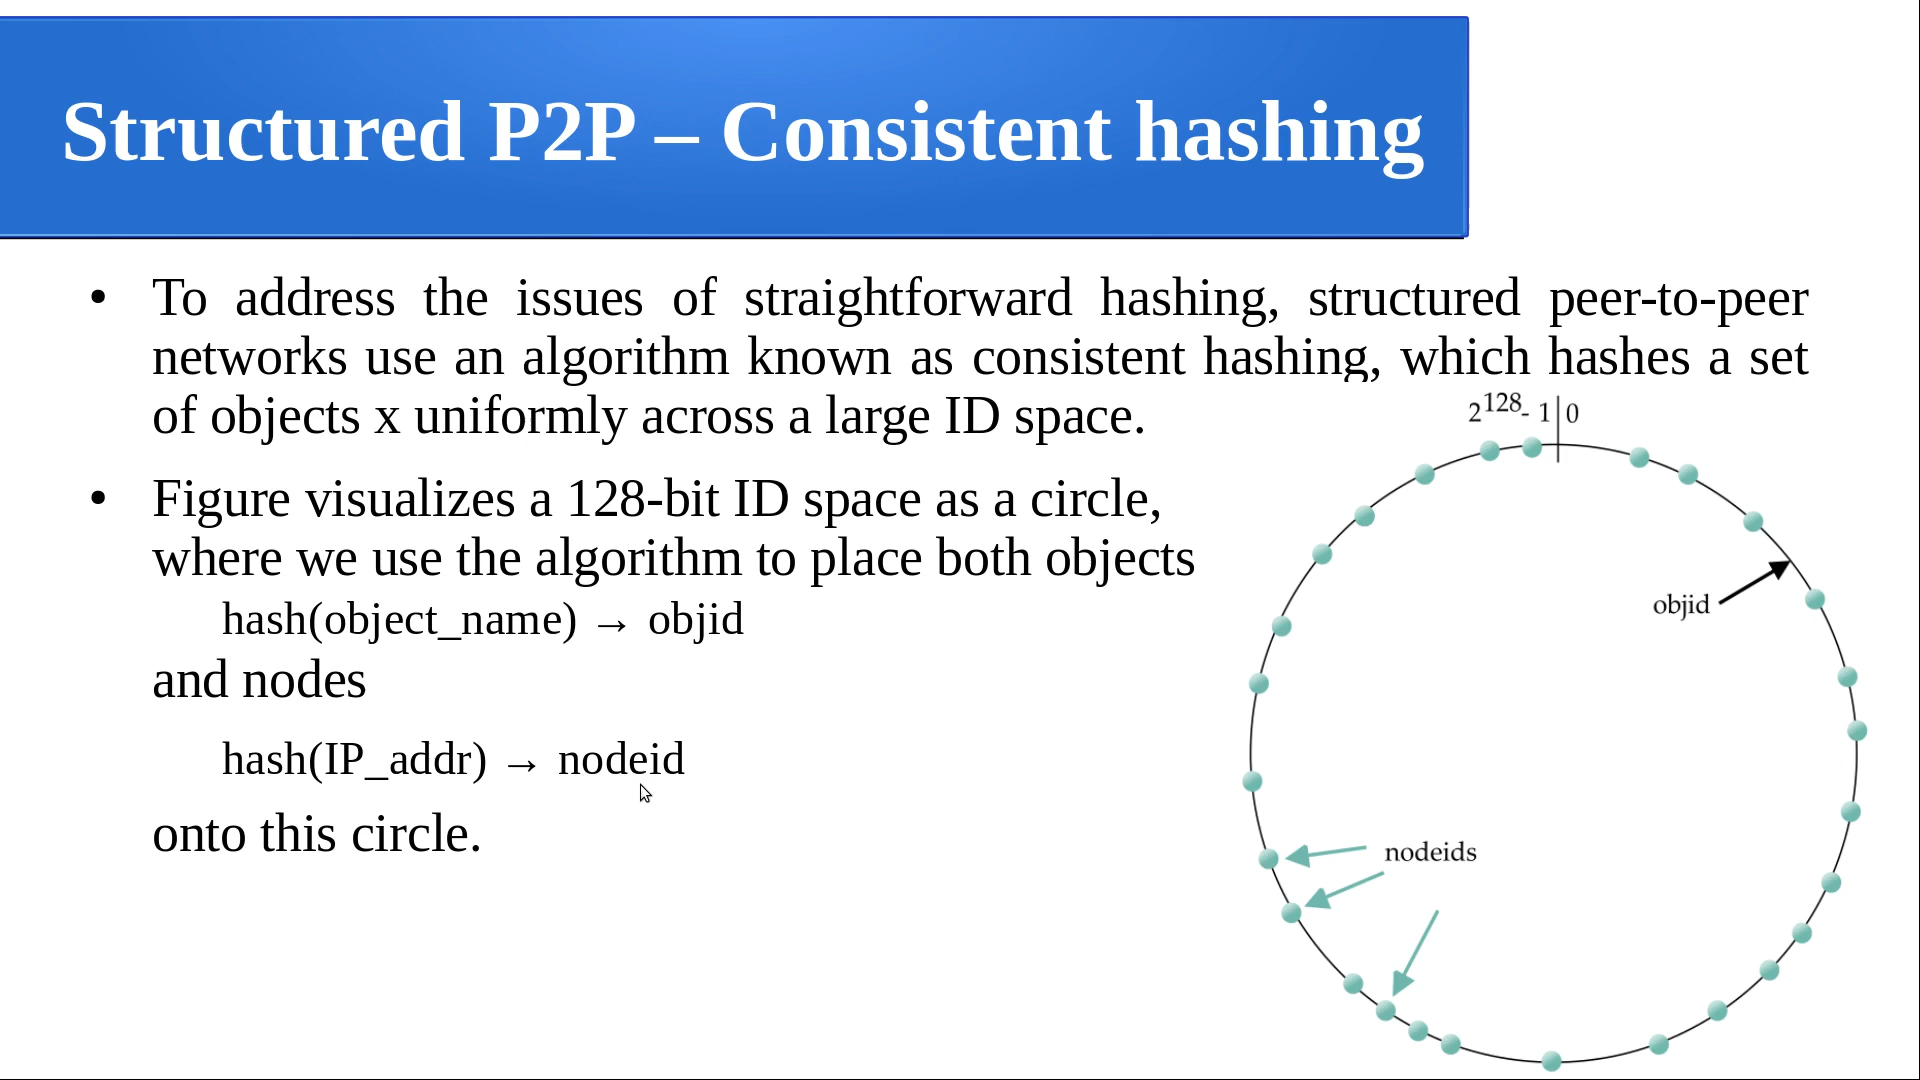 Structured P2P – Consistent hashing
• To address the issues of straightforward hashing, structured peer-to-peer
networks use an algorithm known as consistent hashing, which hashes a set
of objects x uniformly across a large ID space.
• Figure visualizes a 128-bit ID space as a circle,
where we use the algorithm to place both objects
hash(object_name) → objid
and nodes
hash(IP_addr) → nodeid
onto this circle.
2^128 - 1 | 0
objid
nodeids